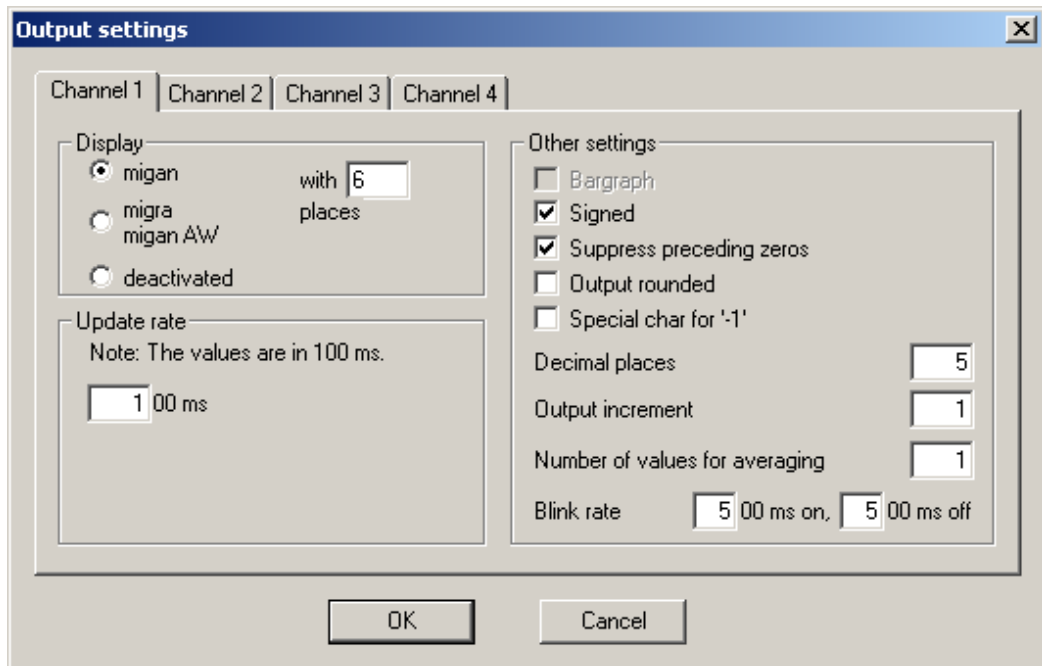 Output settings
Channel 1 Channel 2 Channel 3 Channel 4
Display
migan
with 6
places
migra
migan AW
deactivated
Update rate
Note: The values are in 100 ms.
1 00 ms
Other settings
Bargraph
Signed
Suppress preceding zeros
Output rounded
Special char for '-1'
Decimal places 5
Output increment 1
Number of values for averaging 1
Blink rate 5 00 ms on, 5 00 ms off
OK Cancel